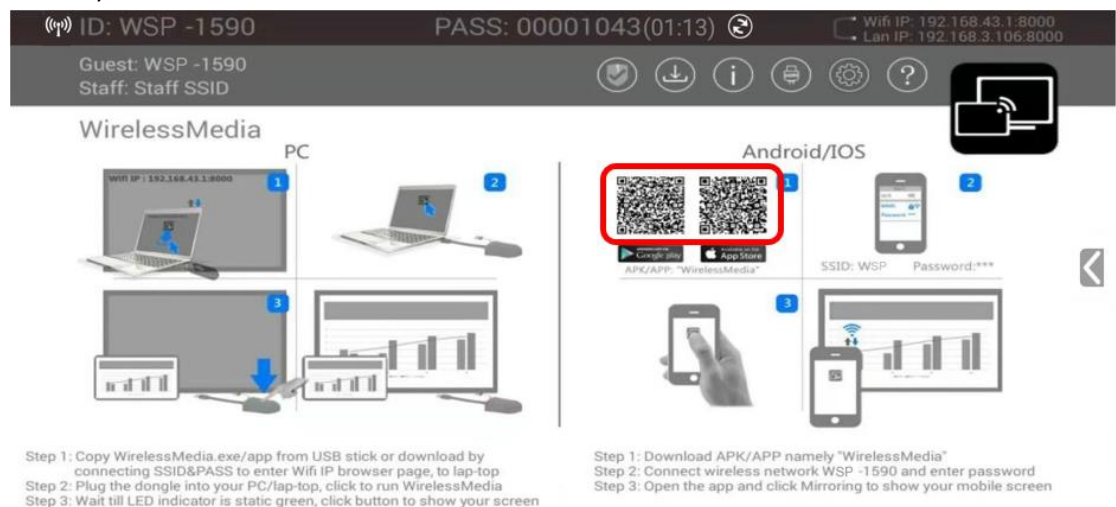 ID: WSP -1590
PASS: 00001043(01:13)
Wifi IP: 192.168.43.1:8000
Lan IP: 192.168.3.106:8000
Guest: WSP -1590
Staff: Staff SSID
WirelessMedia
PC
Wifi IP : 192.168.43.1:8000
1
2
3
Step 1: Copy WirelessMedia.exe/app from USB stick or download by
connecting SSID&PASS to enter Wifi IP browser page, to lap-top
Step 2: Plug the dongle into your PC/lap-top, click to run WirelessMedia
Step 3: Wait till LED indicator is static green, click button to show your screen
Android/IOS
1
Google play
App Store
APK/APP: "WirelessMedia"
2
SSID: WSP Password:***
3
Step 1: Download APK/APP namely "WirelessMedia"
Step 2: Connect wireless network WSP -1590 and enter password
Step 3: Open the app and click Mirroring to show your mobile screen